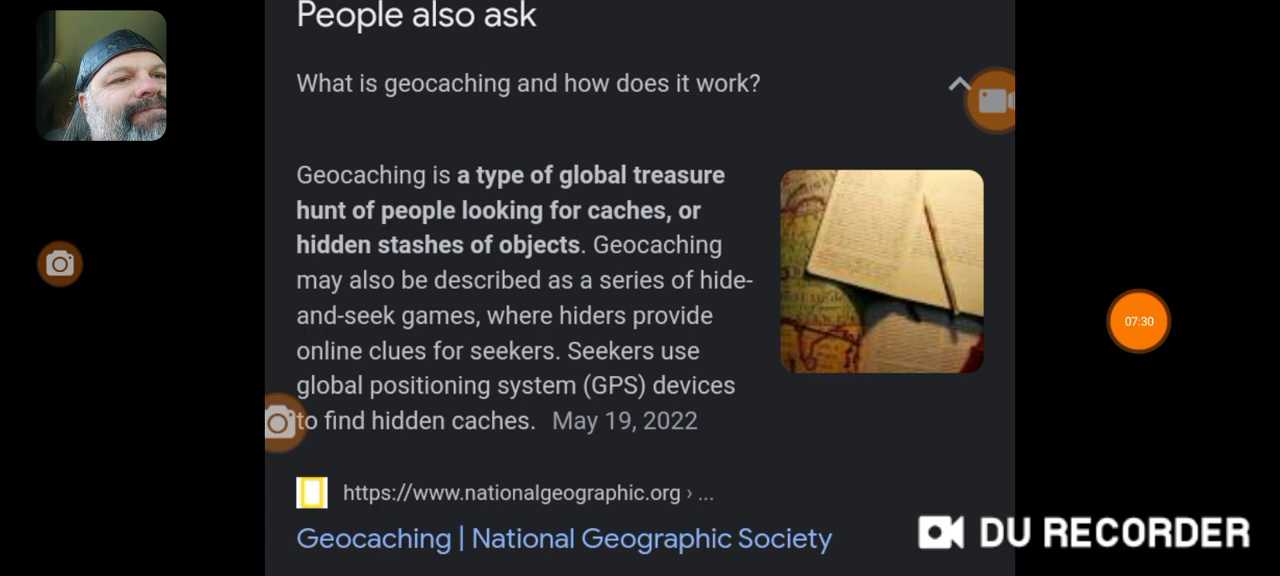 People also ask
What is geocaching and how does it work?
Geocaching is a type of global treasure
hunt of people looking for caches, or
hidden stashes of objects. Geocaching
may also be described as a series of hide-
and-seek games, where hiders provide
online clues for seekers. Seekers use
global positioning system (GPS) devices
to find hidden caches. May 19, 2022
07:30
https://www.nationalgeographic.org › ...
Geocaching | National Geographic Society
DU RECORDER